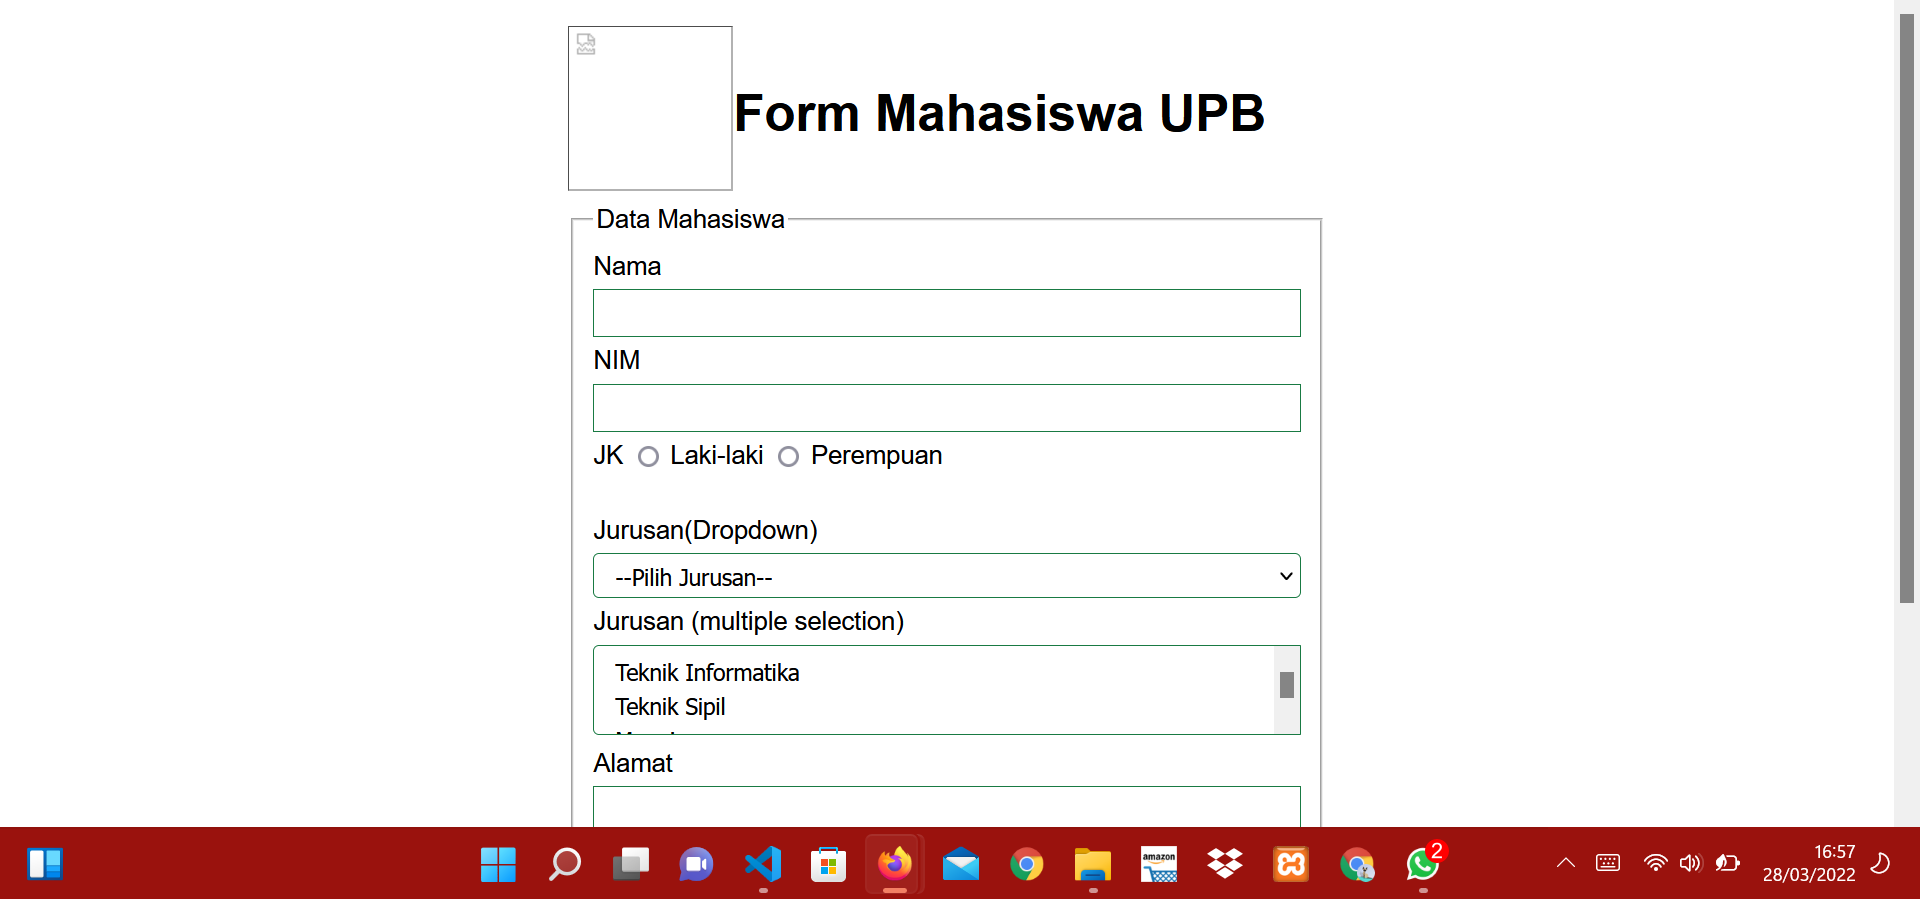 Form Mahasiswa UPB
Data Mahasiswa
Nama
NIM
JK Laki-laki Perempuan
Jurusan(Dropdown)
--Pilih Jurusan--
Jurusan (multiple selection)
Teknik Informatika
Teknik Sipil
Alamat
amazon
2
16:57
28/03/2022